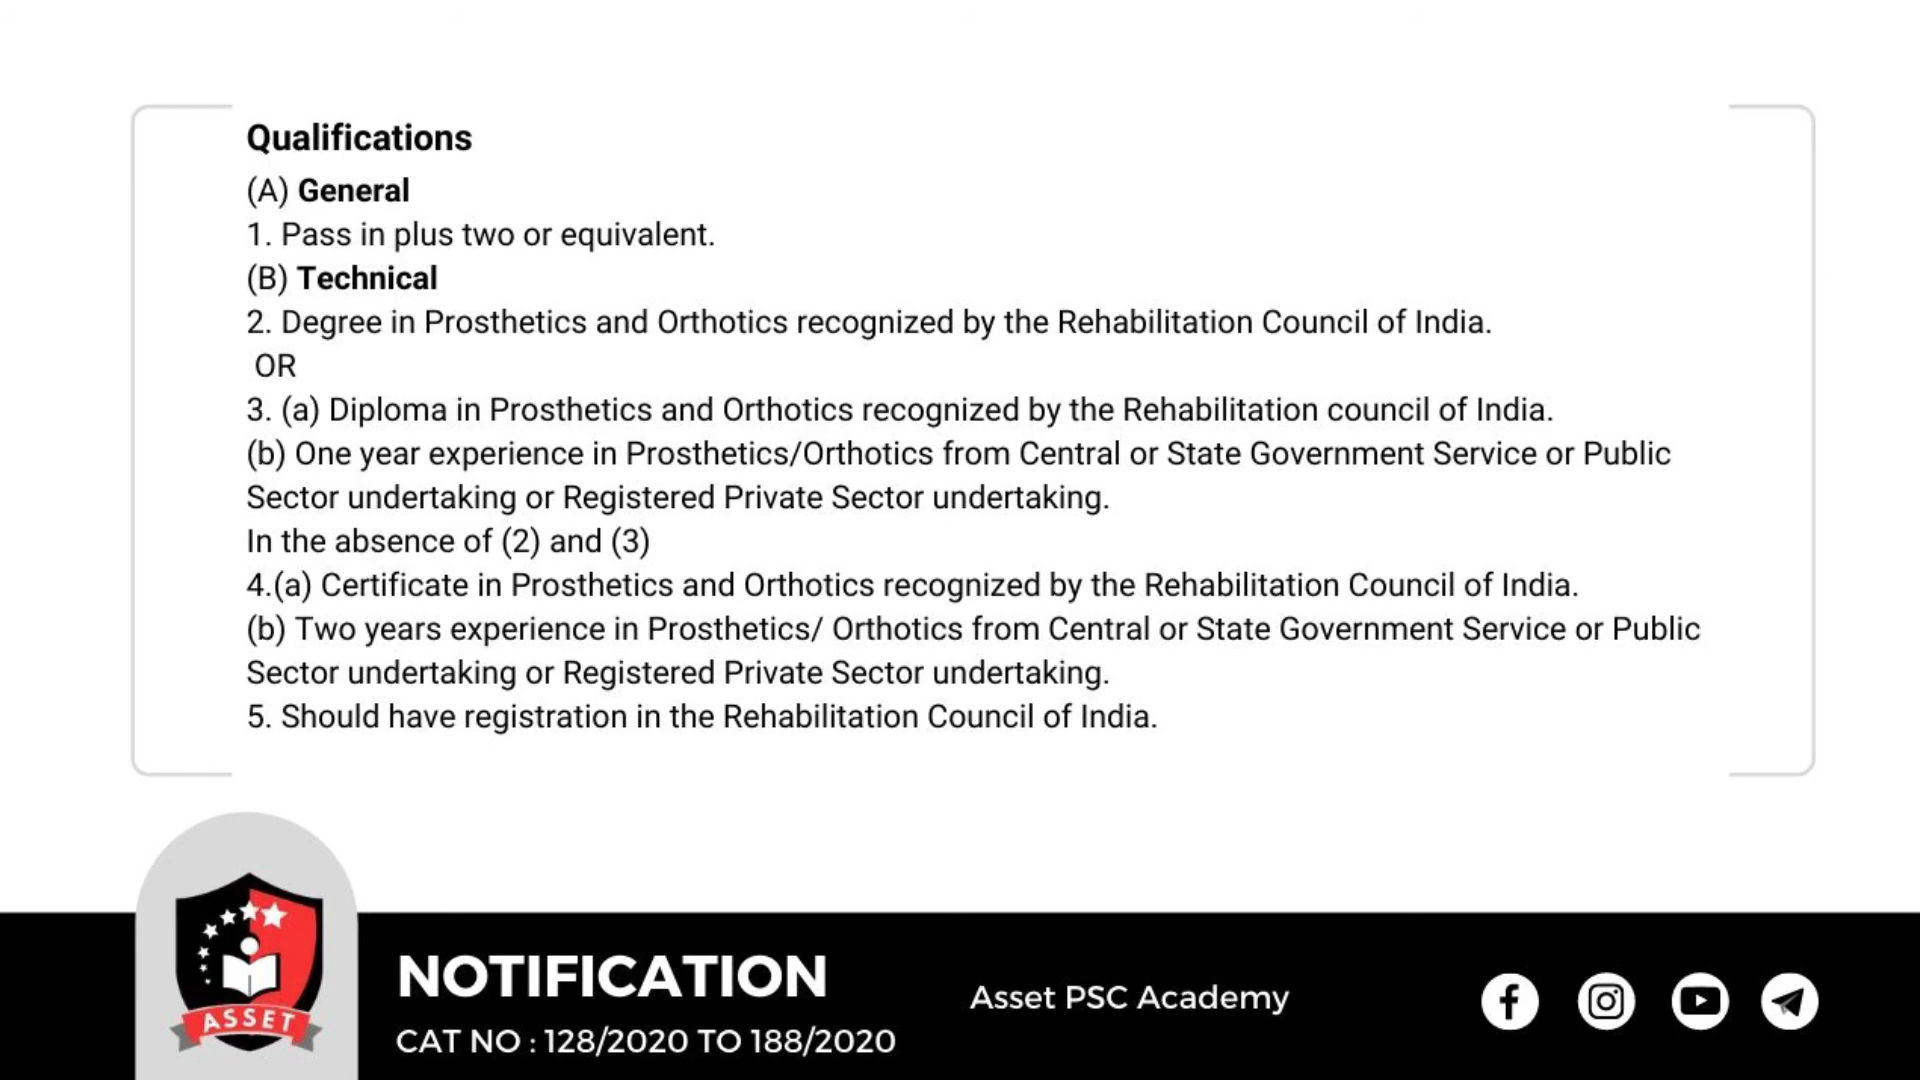 Qualifications
(A) General
1. Pass in plus two or equivalent.
(B) Technical
2. Degree in Prosthetics and Orthotics recognized by the Rehabilitation Council of India.
OR
3. (a) Diploma in Prosthetics and Orthotics recognized by the Rehabilitation council of India.
(b) One year experience in Prosthetics/Orthotics from Central or State Government Service or Public
Sector undertaking or Registered Private Sector undertaking.
In the absence of (2) and (3)
4.(a) Certificate in Prosthetics and Orthotics recognized by the Rehabilitation Council of India.
(b) Two years experience in Prosthetics/ Orthotics from Central or State Government Service or Public
Sector undertaking or Registered Private Sector undertaking.
5. Should have registration in the Rehabilitation Council of India.
ASSET
NOTIFICATION
CAT NO : 128/2020 TO 188/2020
Asset PSC Academy